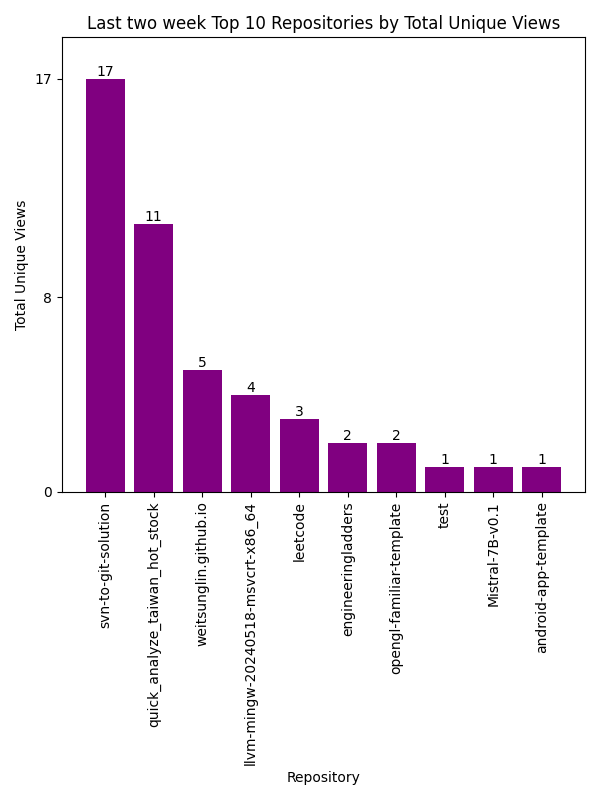 Last two week Top 10 Repositories by Total Unique Views
Total Unique Views
17
8
0
17
11
5
4
3
2
2
1
1
1
svn-to-git-solution
quick_analyze_taiwan_hot_stock
weitsunglin.github.io
llvm-mingw-20240518-msvcrt-x86_64
leetcode
engineeringladders
opengl-familiar-template
test
Mistral-7B-v0.1
android-app-template
Repository